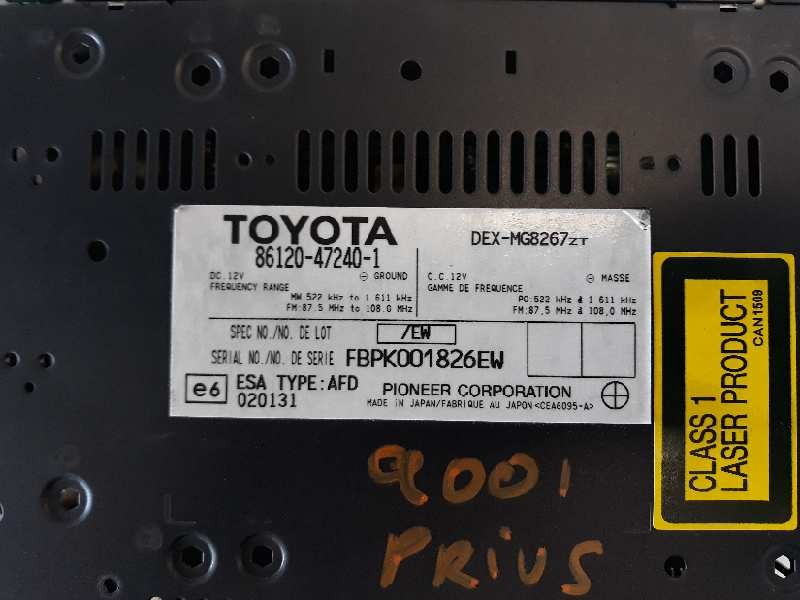 TOYOTA
DEX-MG8267ZT
86120-47240-1
DC.12V ⊖ GROUND
FREQUENCY RANGE
MW.522 kHz to 1 611 kHz
FM:87.5 MHz to 108.0 MHz
C.C.12V ⊖ MASSE
GAMME DE FREQUENCE
PO:522 kHz à 1 611 kHz
FM:87,5 MHz à 108,0 MHz
SPEC NO./NO. DE LOT /EW
SERIAL NO./NO. DE SERIE FBPK001826EW
e6 ESA TYPE:AFD
020131
PIONEER CORPORATION
MADE IN JAPAN/FABRIQUE AU JAPON<CEA6095-A>
CLASS 1
LASER PRODUCT
CAN1509
9001
PRIUS